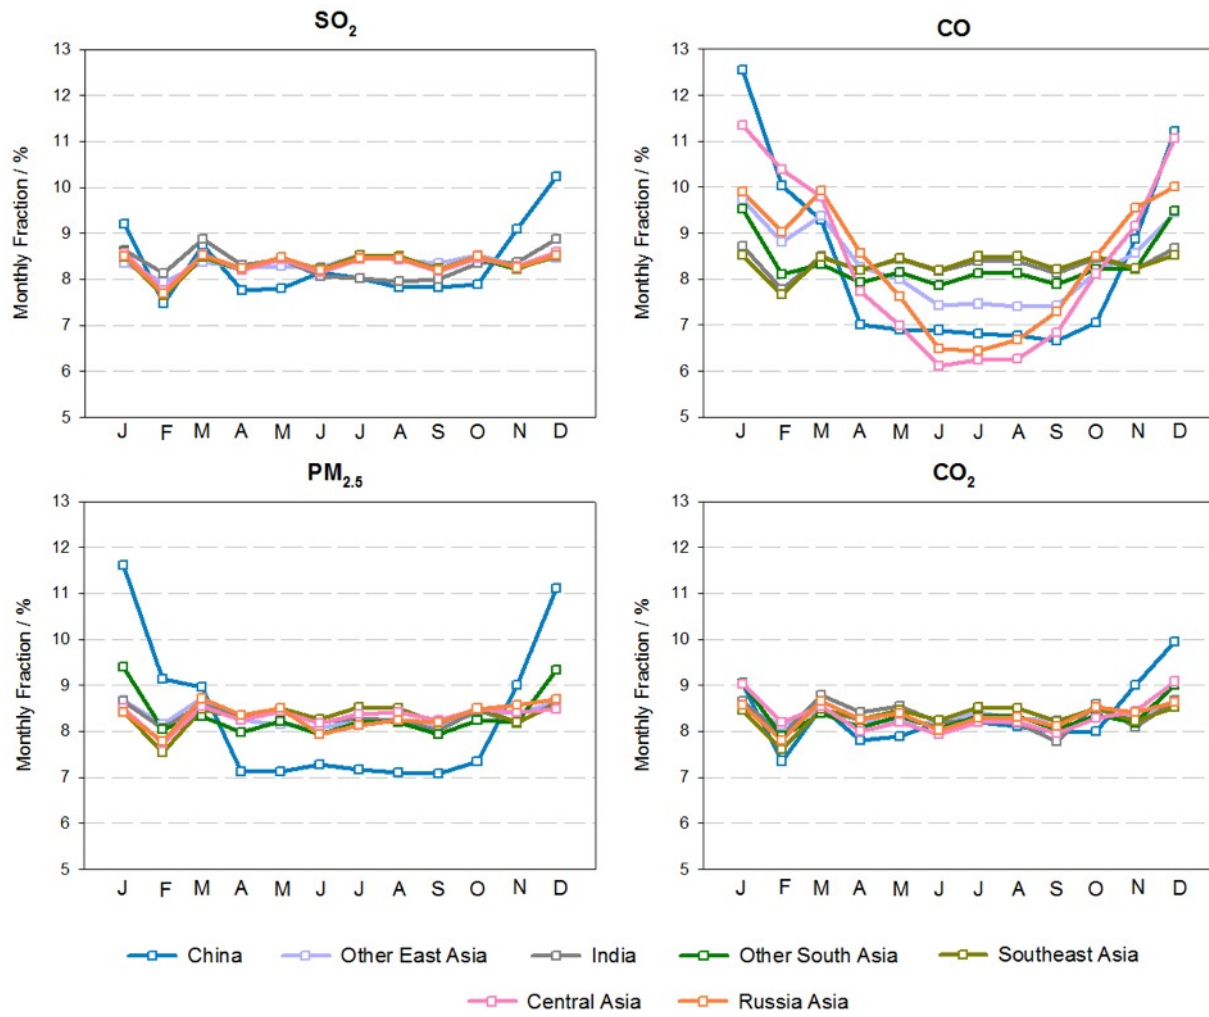 SO2
CO
13
12
11
10
9
8
7
6
5
Monthly Fraction / %
J F M A M J J A S O N D
13
12
11
10
9
8
7
6
5
Monthly Fraction / %
J F M A M J J A S O N D
PM2.5
CO2
13
12
11
10
9
8
7
6
5
Monthly Fraction / %
J F M A M J J A S O N D
13
12
11
10
9
8
7
6
5
Monthly Fraction / %
J F M A M J J A S O N D
China Other East Asia India Other South Asia Southeast Asia
Central Asia Russia Asia